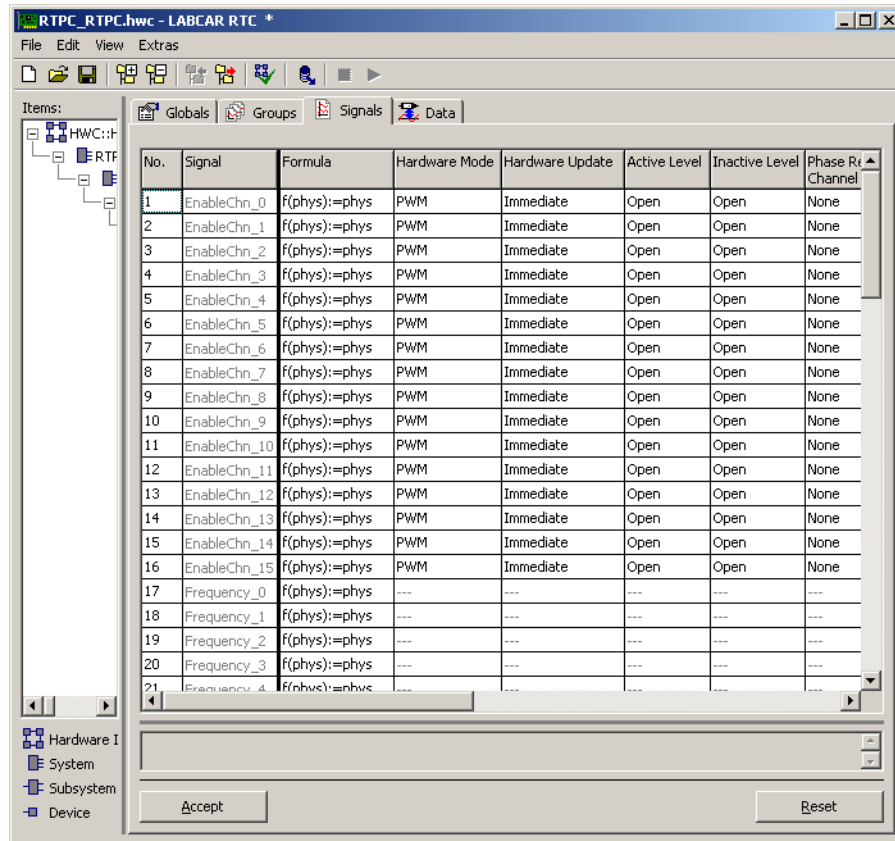 RTPC_RTPC.hwc - LABCAR RTC *
File Edit View Extras
Items:
Globals Groups Signals Data
HWC::H
RTF
No. Signal Formula Hardware Mode Hardware Update Active Level Inactive Level Phase Re
Channel
1 EnableChn_0 f(phys):=phys PWM Immediate Open Open None
2 EnableChn_1 f(phys):=phys PWM Immediate Open Open None
3 EnableChn_2 f(phys):=phys PWM Immediate Open Open None
4 EnableChn_3 f(phys):=phys PWM Immediate Open Open None
5 EnableChn_4 f(phys):=phys PWM Immediate Open Open None
6 EnableChn_5 f(phys):=phys PWM Immediate Open Open None
7 EnableChn_6 f(phys):=phys PWM Immediate Open Open None
8 EnableChn_7 f(phys):=phys PWM Immediate Open Open None
9 EnableChn_8 f(phys):=phys PWM Immediate Open Open None
10 EnableChn_9 f(phys):=phys PWM Immediate Open Open None
11 EnableChn_10 f(phys):=phys PWM Immediate Open Open None
12 EnableChn_11 f(phys):=phys PWM Immediate Open Open None
13 EnableChn_12 f(phys):=phys PWM Immediate Open Open None
14 EnableChn_13 f(phys):=phys PWM Immediate Open Open None
15 EnableChn_14 f(phys):=phys PWM Immediate Open Open None
16 EnableChn_15 f(phys):=phys PWM Immediate Open Open None
17 Frequency_0 f(phys):=phys --- --- --- --- ---
18 Frequency_1 f(phys):=phys --- --- --- --- ---
19 Frequency_2 f(phys):=phys --- --- --- --- ---
20 Frequency_3 f(phys):=phys --- --- --- --- ---
21 Frequency_4 f(phys):=phys --- --- --- --- ---
Hardware I
System
Subsystem
Device
Accept Reset